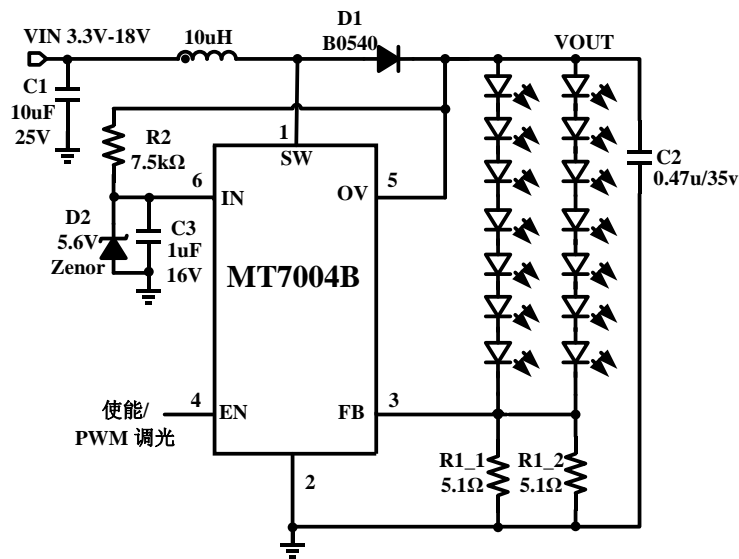 VIN 3.3V-18V
10uH
D1
B0540
VOUT
C1
10uF
25V
R2
7.5kΩ
1
SW
6
IN
OV
5
C2
0.47u/35v
D2
5.6V
Zenor
C3
1uF
16V
MT7004B
使能/
PWM 调光
4
EN
FB
3
R1_1
5.1Ω
R1_2
5.1Ω
2